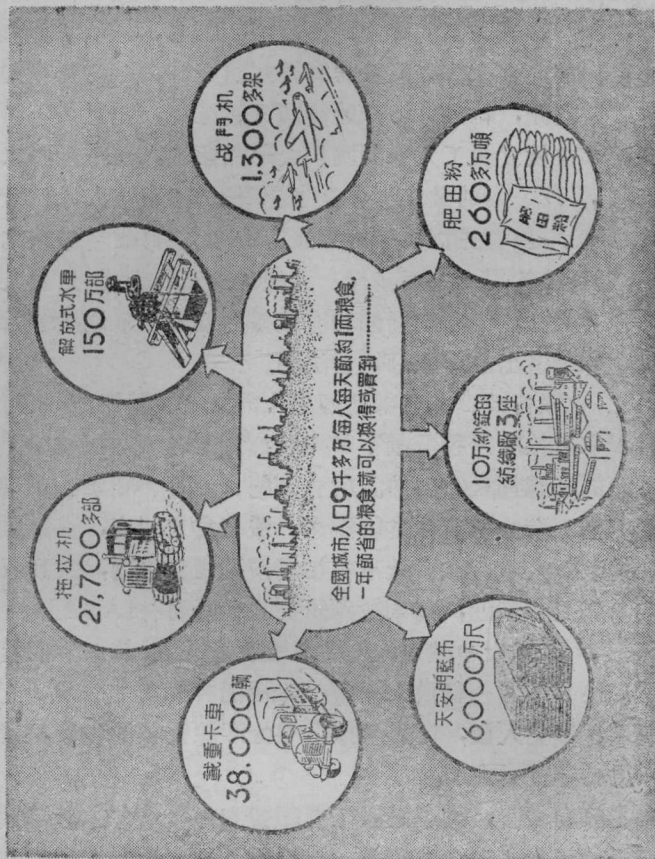 全國城市人口9千多万每人每天節約1両粮食,
一年節省的粮食就可以换得或買到…………
載重卡車
38.000輛
拖拉机
27,700多部
解放式水車
150万部
战鬥机
1,300多架
肥田粉
260多万噸
肥田粉
10万紗錠的
紡織厰3座
天安門藍布
6,000万尺